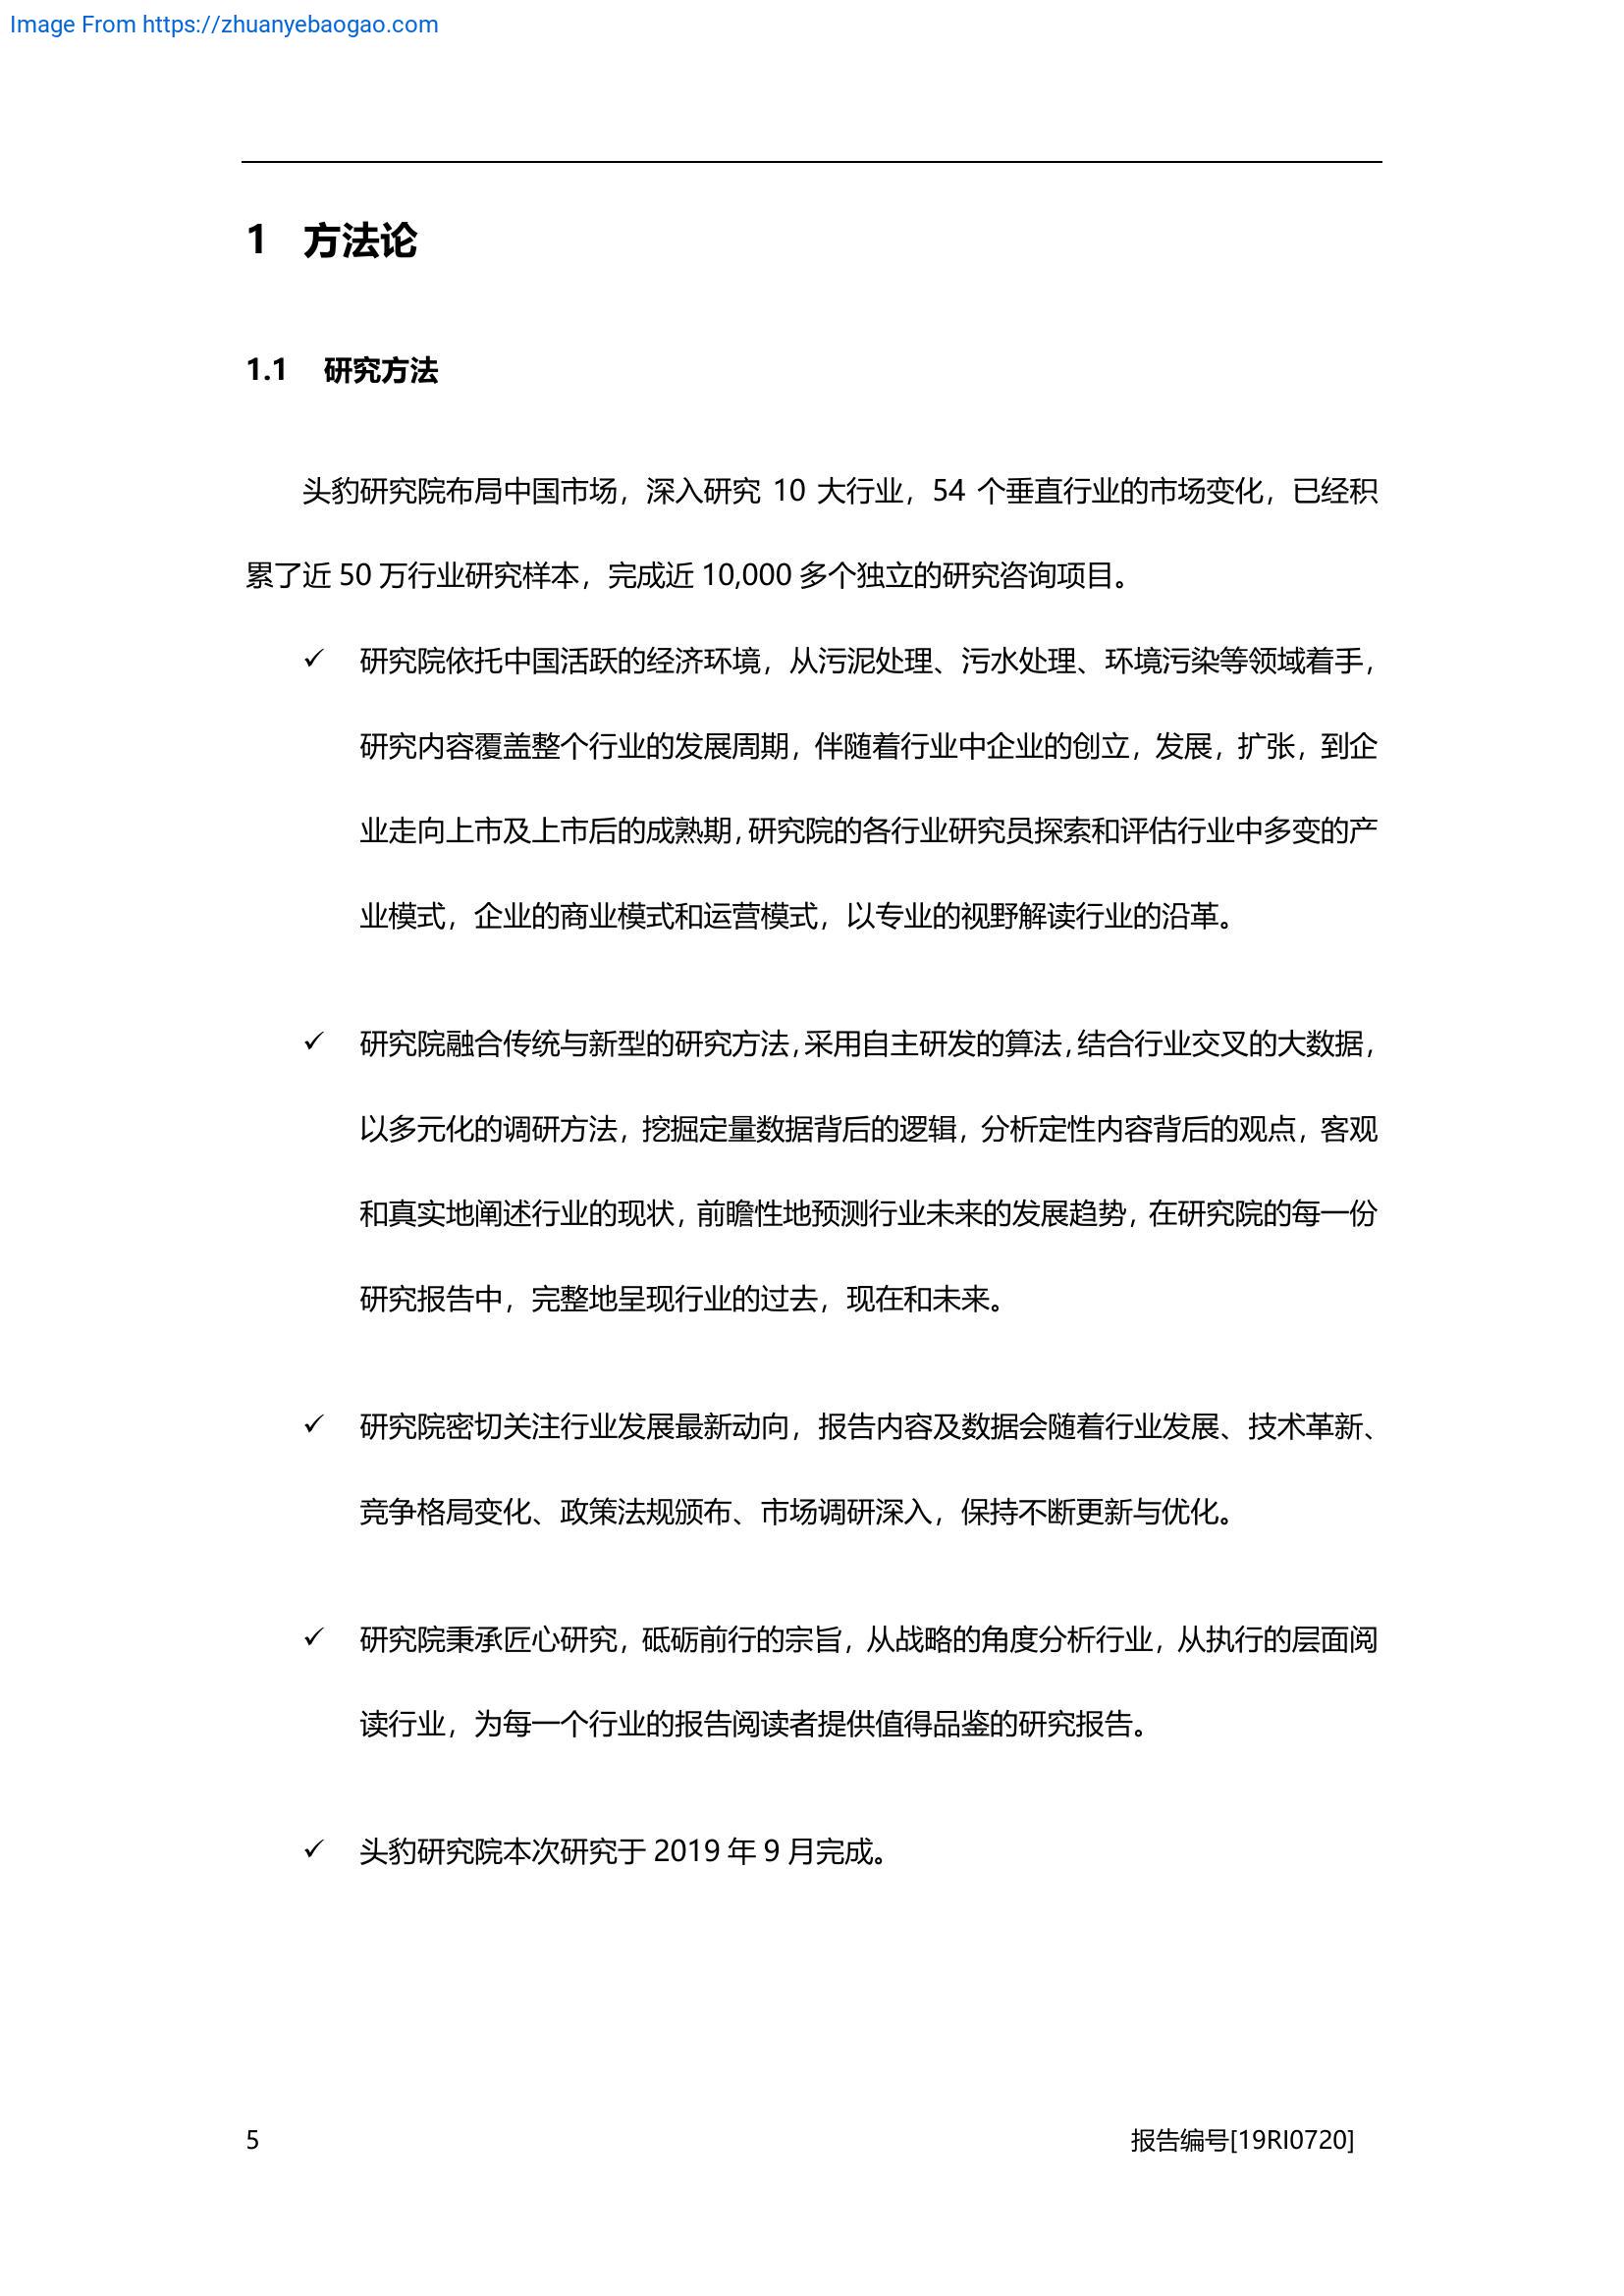 Image From https://zhuanyebaogao.com
1 方法论
1.1 研究方法
头豹研究院布局中国市场，深入研究 10 大行业，54 个垂直行业的市场变化，已经积
累了近 50 万行业研究样本，完成近 10,000 多个独立的研究咨询项目。
✓ 研究院依托中国活跃的经济环境，从污泥处理、污水处理、环境污染等领域着手，
研究内容覆盖整个行业的发展周期，伴随着行业中企业的创立，发展，扩张，到企
业走向上市及上市后的成熟期，研究院的各行业研究员探索和评估行业中多变的产
业模式，企业的商业模式和运营模式，以专业的视野解读行业的沿革。
✓ 研究院融合传统与新型的研究方法，采用自主研发的算法，结合行业交叉的大数据，
以多元化的调研方法，挖掘定量数据背后的逻辑，分析定性内容背后的观点，客观
和真实地阐述行业的现状，前瞻性地预测行业未来的发展趋势，在研究院的每一份
研究报告中，完整地呈现行业的过去，现在和未来。
✓ 研究院密切关注行业发展最新动向，报告内容及数据会随着行业发展、技术革新、
竞争格局变化、政策法规颁布、市场调研深入，保持不断更新与优化。
✓ 研究院秉承匠心研究，砥砺前行的宗旨，从战略的角度分析行业，从执行的层面阅
读行业，为每一个行业的报告阅读者提供值得品鉴的研究报告。
✓ 头豹研究院本次研究于 2019 年 9 月完成。
5 报告编号[19RI0720]